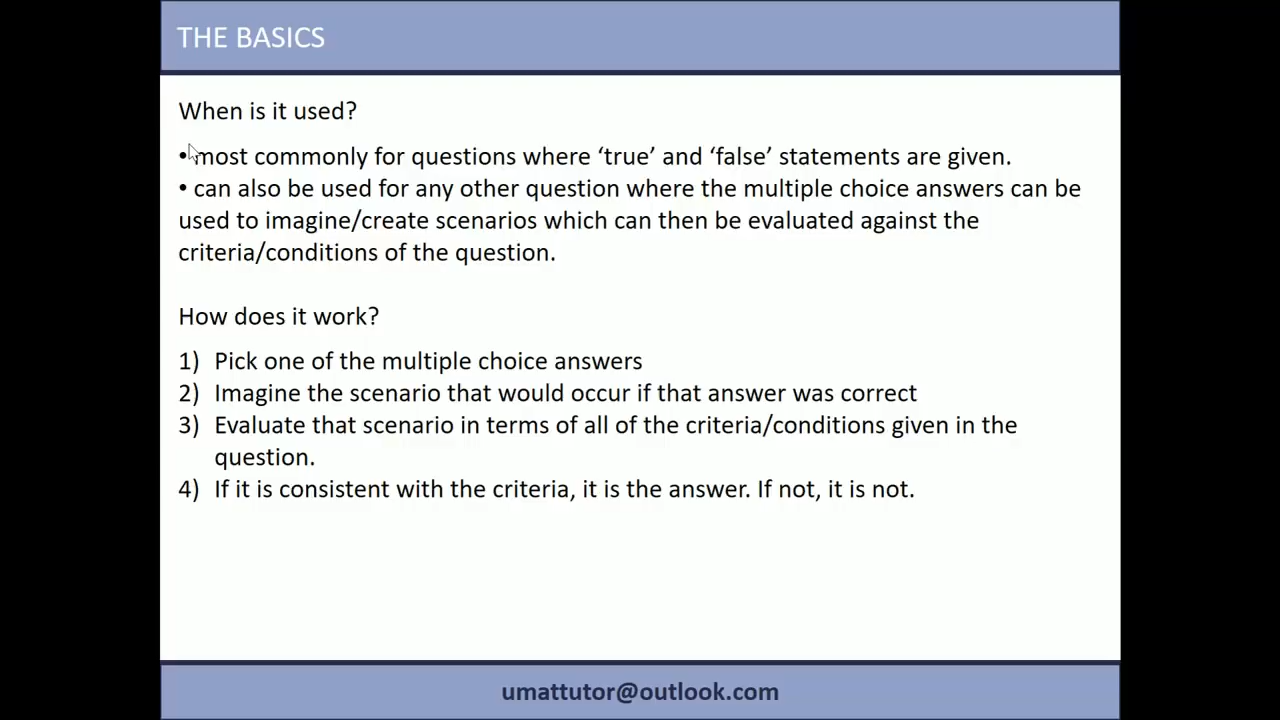 THE BASICS
When is it used?
• most commonly for questions where ‘true’ and ‘false’ statements are given.
• can also be used for any other question where the multiple choice answers can be
used to imagine/create scenarios which can then be evaluated against the
criteria/conditions of the question.
How does it work?
1) Pick one of the multiple choice answers
2) Imagine the scenario that would occur if that answer was correct
3) Evaluate that scenario in terms of all of the criteria/conditions given in the
question.
4) If it is consistent with the criteria, it is the answer. If not, it is not.
umattutor@outlook.com